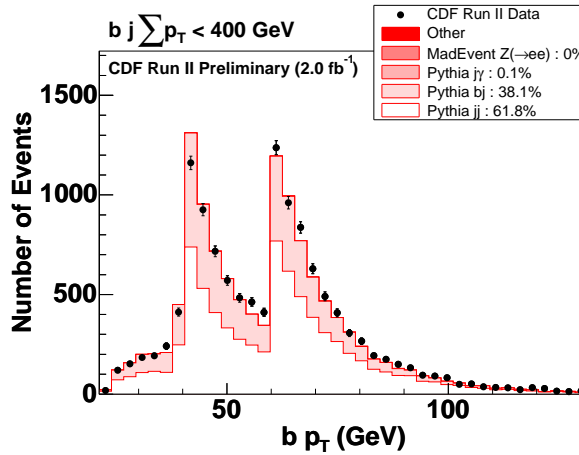 b j ∑p_T < 400 GeV
CDF Run II Data
Other
MadEvent Z(→ee) : 0%
Pythia jγ : 0.1%
Pythia bj : 38.1%
Pythia jj : 61.8%
CDF Run II Preliminary (2.0 fb⁻¹)
Number of Events
1500
1000
500
0
50
100
b p_T (GeV)